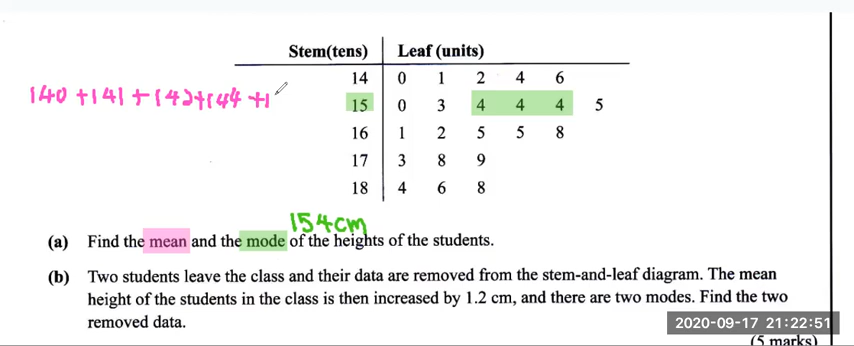 Stem(tens) Leaf (units)
14 0 1 2 4 6
140 +141 + 142+144 +1
15 0 3 4 4 4 5
16 1 2 5 5 8
17 3 8 9
18 4 6 8
154cm
(a) Find the mean and the mode of the heights of the students.
(b) Two students leave the class and their data are removed from the stem-and-leaf diagram. The mean
height of the students in the class is then increased by 1.2 cm, and there are two modes. Find the two
removed data.
2020-09-17 21:22:51
(5 marks)